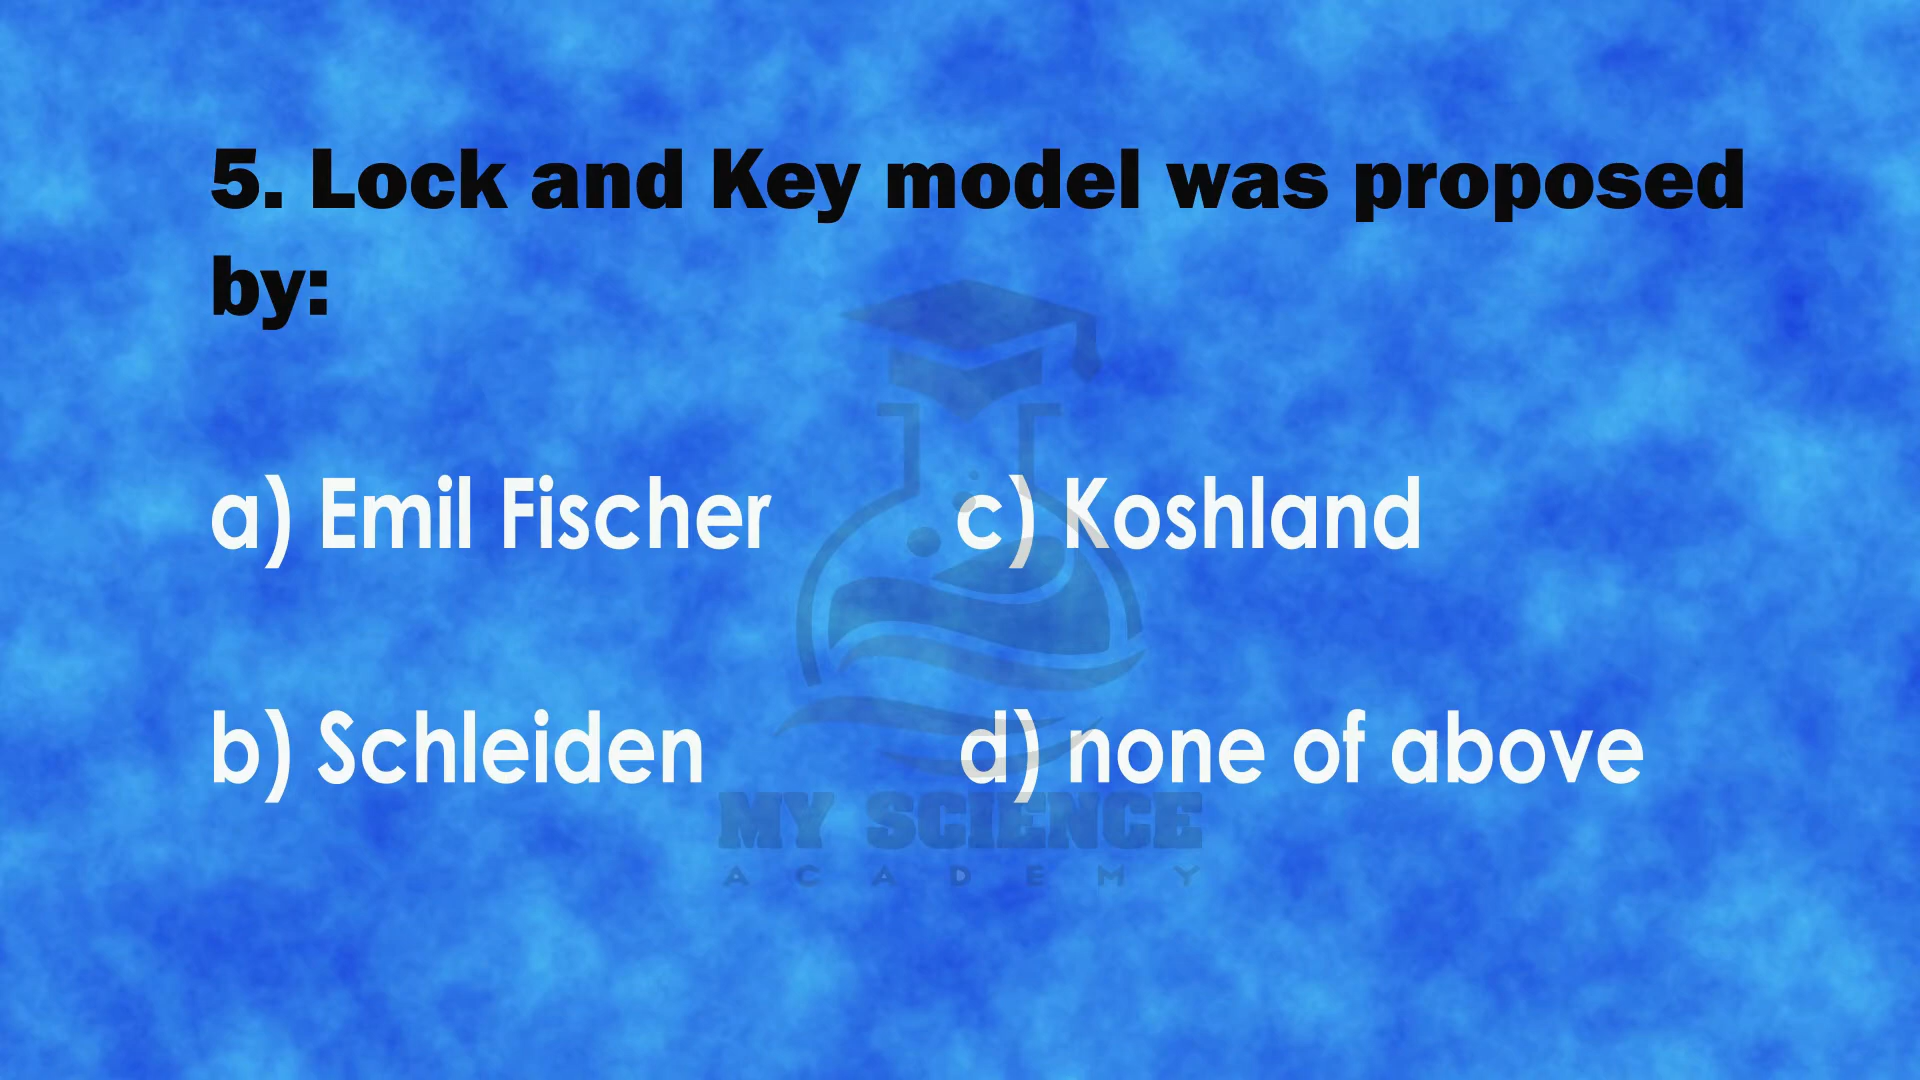 5. Lock and Key model was proposed
by:
a) Emil Fischer
c) Koshland
b) Schleiden
d) none of above
MY SCIENCE
ACADEMY